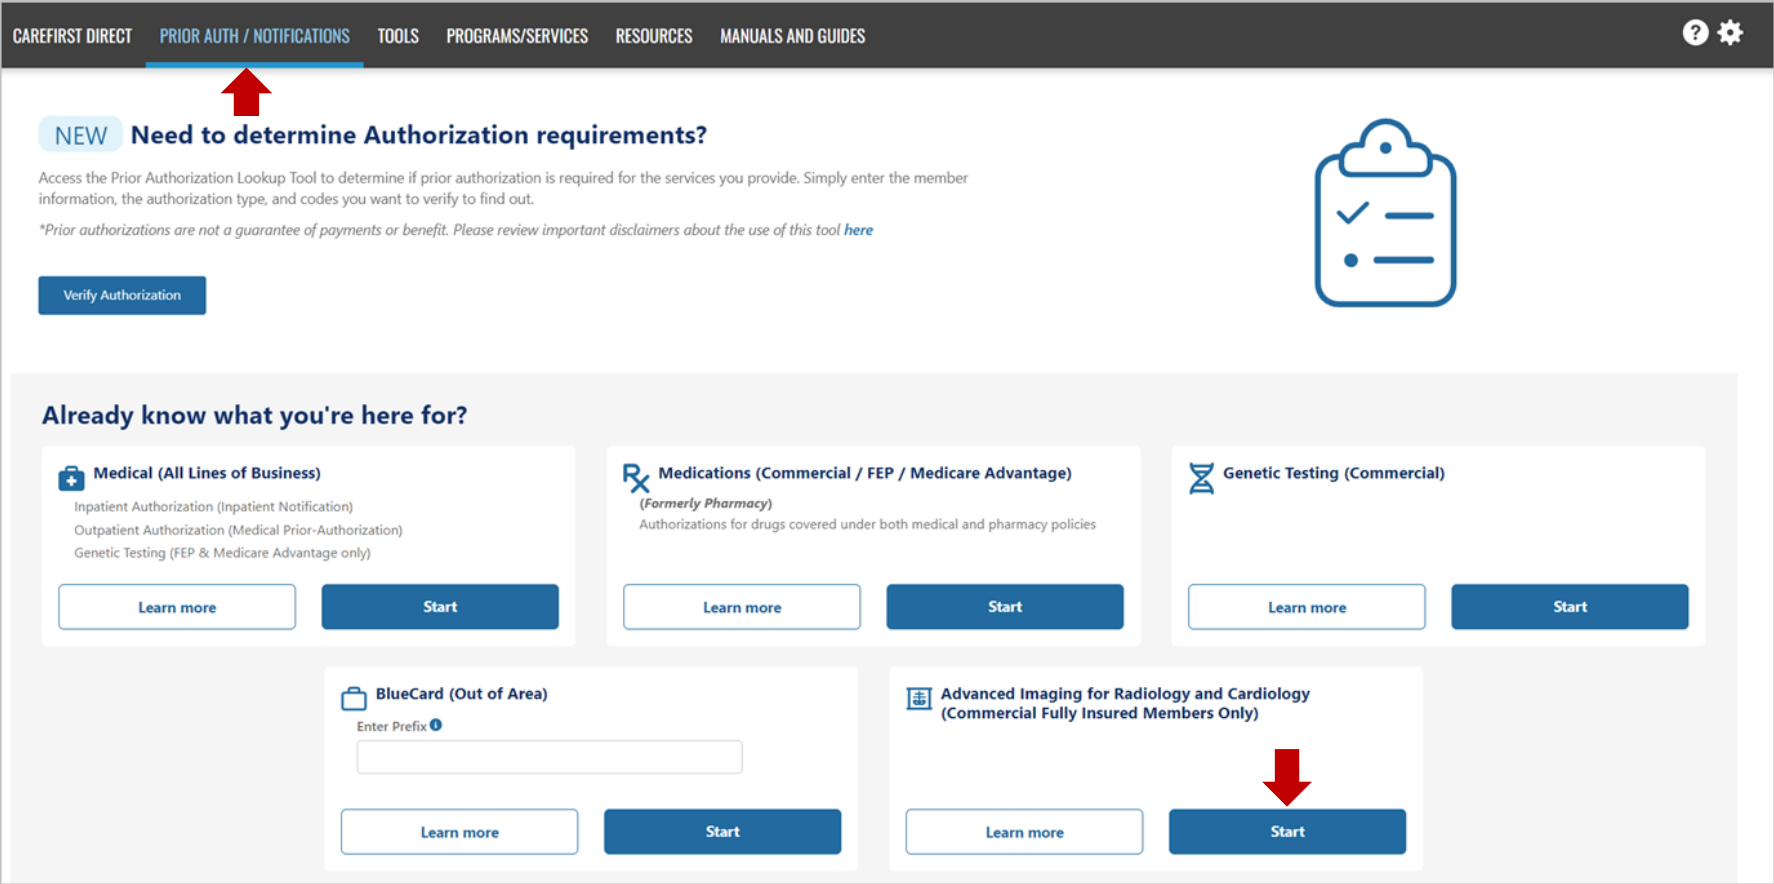 CAREFIRST DIRECT PRIOR AUTH / NOTIFICATIONS TOOLS PROGRAMS/SERVICES RESOURCES MANUALS AND GUIDES ?
NEW Need to determine Authorization requirements?
Access the Prior Authorization Lookup Tool to determine if prior authorization is required for the services you provide. Simply enter the member
information, the authorization type, and codes you want to verify to find out.
*Prior authorizations are not a guarantee of payments or benefit. Please review important disclaimers about the use of this tool here
Verify Authorization
Already know what you're here for?
Medical (All Lines of Business)
Inpatient Authorization (Inpatient Notification)
Outpatient Authorization (Medical Prior-Authorization)
Genetic Testing (FEP & Medicare Advantage only)
Learn more Start
Rx Medications (Commercial / FEP / Medicare Advantage)
(Formerly Pharmacy)
Authorizations for drugs covered under both medical and pharmacy policies
Learn more Start
Genetic Testing (Commercial)
Learn more Start
BlueCard (Out of Area)
Enter Prefix i
Learn more Start
Advanced Imaging for Radiology and Cardiology
(Commercial Fully Insured Members Only)
Learn more Start